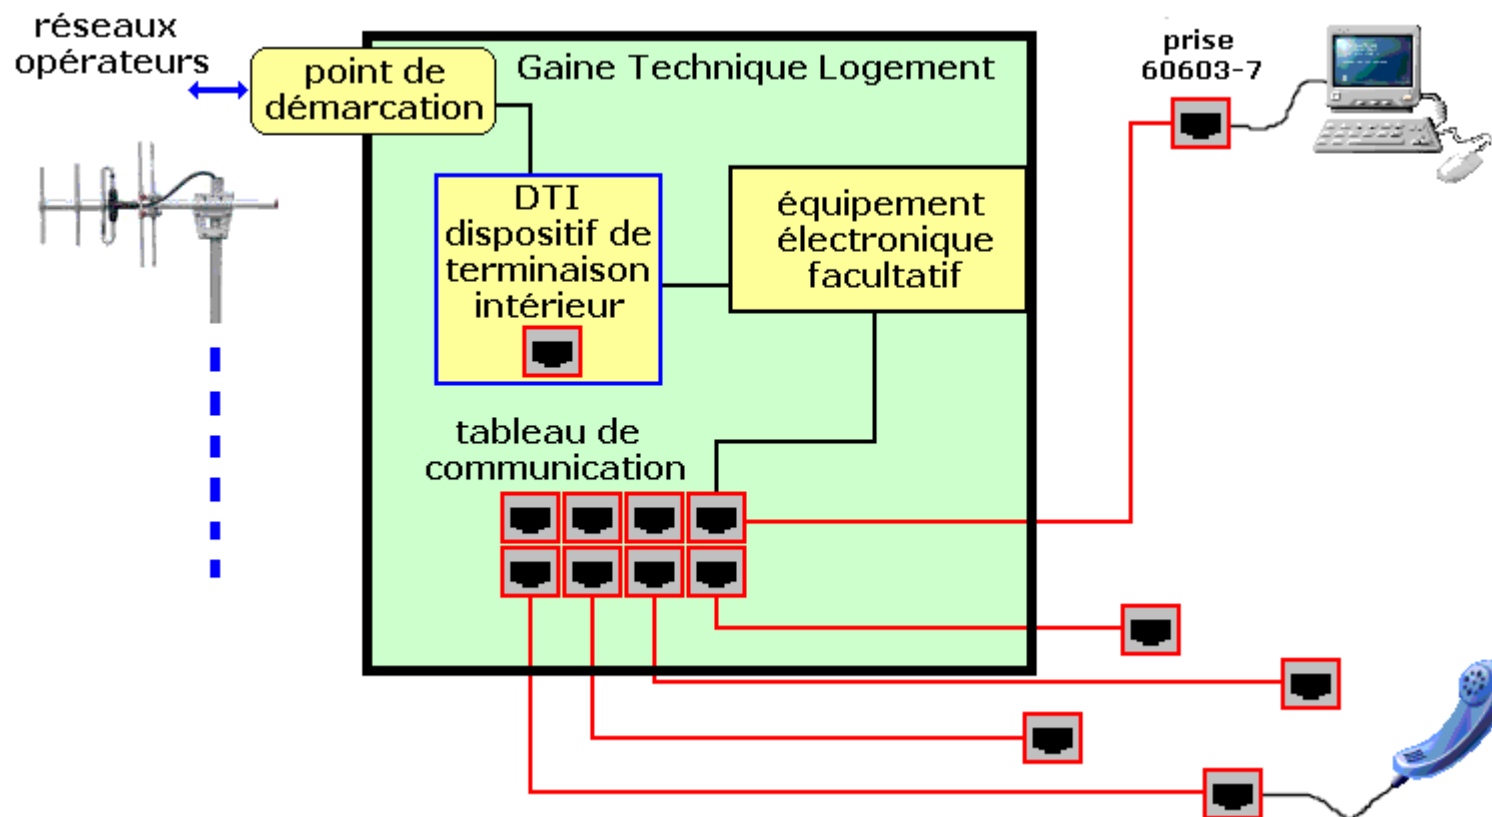 réseaux
opérateurs
point de
démarcation
Gaine Technique Logement
prise
60603-7
DTI
dispositif de
terminaison
intérieur
équipement
électronique
facultatif
tableau de
communication